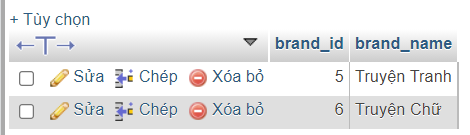 + Tùy chọn
←T→ brand_id brand_name
Sửa Chép Xóa bỏ 5 Truyện Tranh
Sửa Chép Xóa bỏ 6 Truyện Chữ